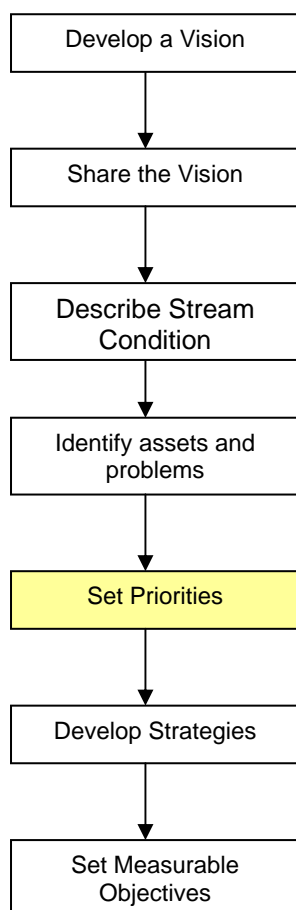 Develop a Vision
Share the Vision
Describe Stream
Condition
Identify assets and
problems
Set Priorities
Develop Strategies
Set Measurable
Objectives